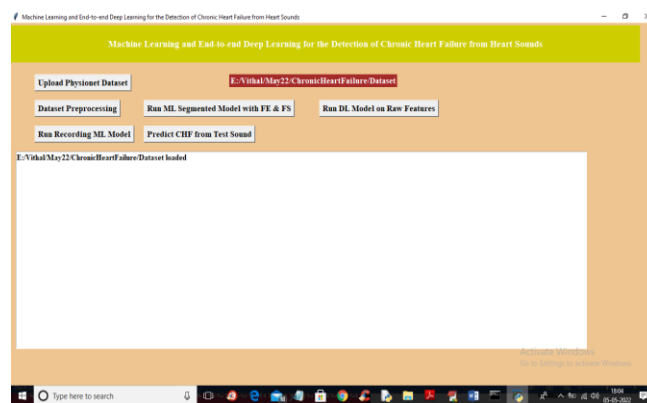 Machine Learning and End-to-end Deep Learning for the Detection of Chronic Heart Failure from Heart Sounds
Machine Learning and End-to-end Deep Learning for the Detection of Chronic Heart Failure from Heart Sounds
Upload Physionet Dataset
E:/Vithal/May22/ChronicHeartFailure/Dataset
Dataset Preprocessing
Run ML Segmented Model with FE & FS
Run DL Model on Raw Features
Run Recording ML Model
Predict CHF from Test Sound
E:/Vithal/May22/ChronicHeartFailure/Dataset loaded
Activate Windows
Go to Settings to activate Windows.
Type here to search
18:04
05-05-2022